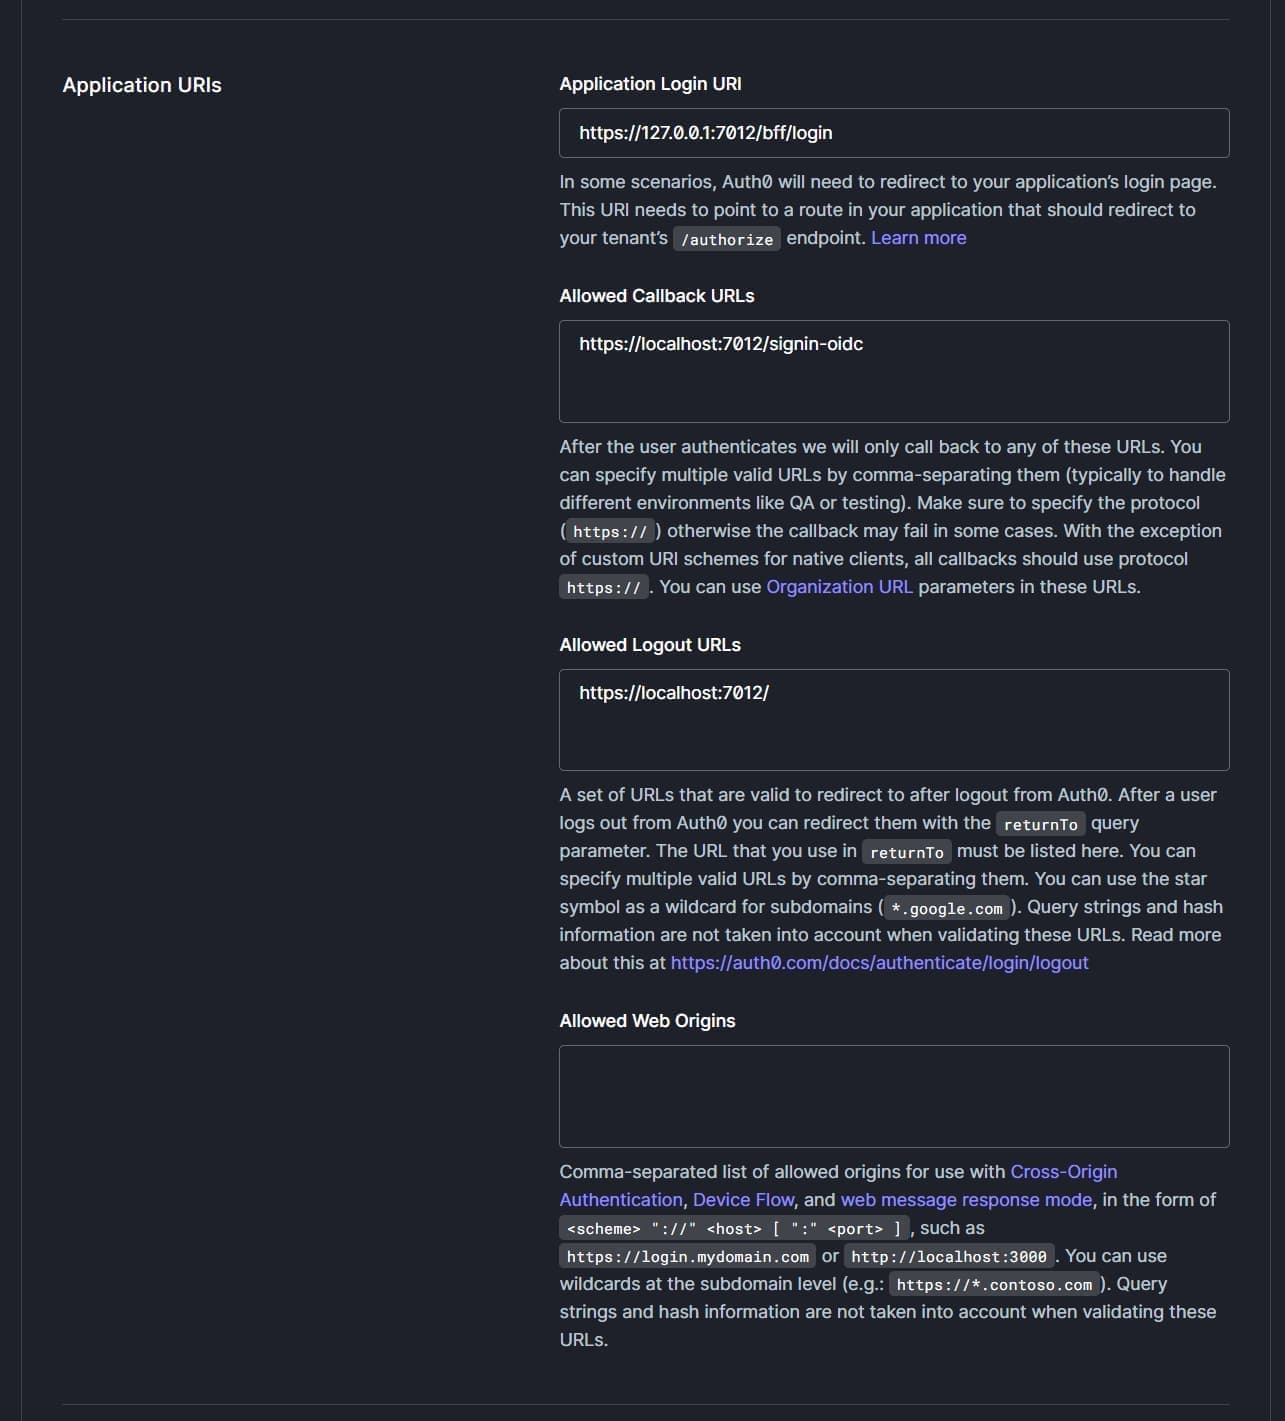 Application URIs
Application Login URI
https://127.0.0.1:7012/bff/login
In some scenarios, Auth0 will need to redirect to your application’s login page.
This URI needs to point to a route in your application that should redirect to
your tenant’s /authorize endpoint. Learn more
Allowed Callback URLs
https://localhost:7012/signin-oidc
After the user authenticates we will only call back to any of these URLs. You
can specify multiple valid URLs by comma-separating them (typically to handle
different environments like QA or testing). Make sure to specify the protocol
( https:// ) otherwise the callback may fail in some cases. With the exception
of custom URI schemes for native clients, all callbacks should use protocol
https:// . You can use Organization URL parameters in these URLs.
Allowed Logout URLs
https://localhost:7012/
A set of URLs that are valid to redirect to after logout from Auth0. After a user
logs out from Auth0 you can redirect them with the returnTo query
parameter. The URL that you use in returnTo must be listed here. You can
specify multiple valid URLs by comma-separating them. You can use the star
symbol as a wildcard for subdomains ( *.google.com ). Query strings and hash
information are not taken into account when validating these URLs. Read more
about this at https://auth0.com/docs/authenticate/login/logout
Allowed Web Origins
Comma-separated list of allowed origins for use with Cross-Origin
Authentication, Device Flow, and web message response mode, in the form of
<scheme> "://" <host> [ ":" <port> ] , such as
https://login.mydomain.com or http://localhost:3000 . You can use
wildcards at the subdomain level (e.g.: https://*.contoso.com ). Query
strings and hash information are not taken into account when validating these
URLs.